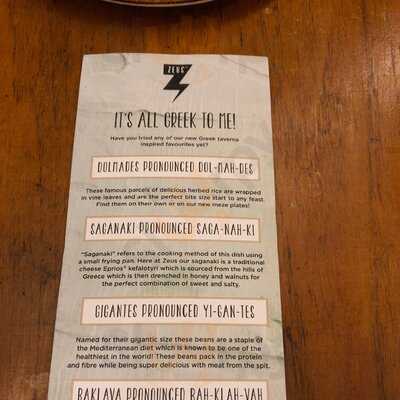 ZEUS
IT'S ALL GREEK TO ME!
Have you tried any of our new Greek taverna
inspired favourites yet?
DOLMADES PRONOUNCED DOL-MAH-DES
These famous parcels of delicious herbed rice are wrapped
in vine leaves and are the perfect bite size start to any feast.
Find them on their own or on our new meze plates!
SAGANAKI PRONOUNCED SAGA-NAH-KI
"Saganaki" refers to the cooking method of this dish using
a small frying pan. Here at Zeus our saganaki is a traditional
cheese Eprios® kefalotyri which is sourced from the hills of
Greece which is then drenched in honey and walnuts for
the perfect combination of sweet and salty.
GIGANTES PRONOUNCED YI-GAN-TES
Named for their gigantic size these beans are a staple of
the Mediterranean diet which is known to be one of the
healthiest in the world! These beans pack in the protein
and fibre while being super delicious with meat from the spit.
BAKLAVA PRONOUNCED BAH-KLAH-VAH